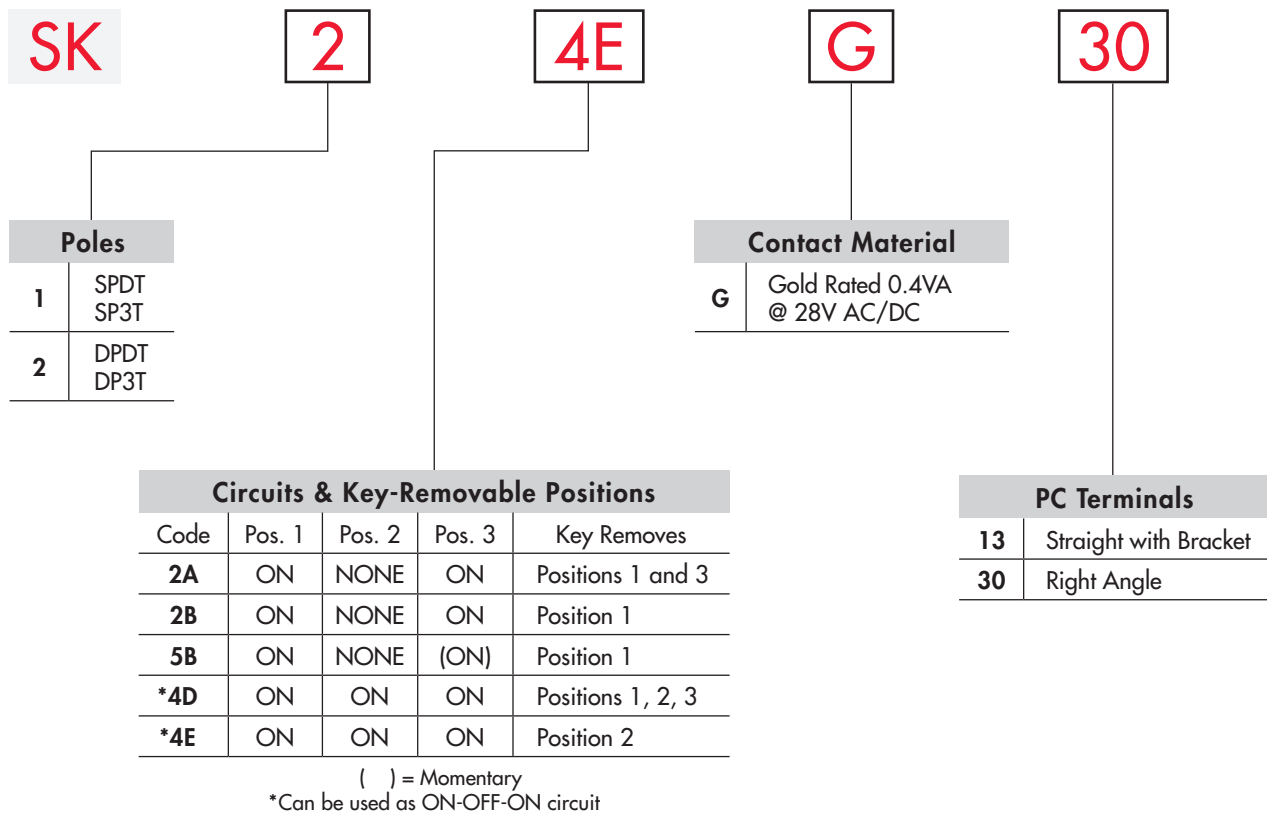 SK 2 4E G 30
Poles
1 SPDT
SP3T
2 DPDT
DP3T
Contact Material
G Gold Rated 0.4VA
@ 28V AC/DC
Circuits & Key-Removable Positions
Code Pos. 1 Pos. 2 Pos. 3 Key Removes
2A ON NONE ON Positions 1 and 3
2B ON NONE ON Position 1
5B ON NONE (ON) Position 1
*4D ON ON ON Positions 1, 2, 3
*4E ON ON ON Position 2
( ) = Momentary
*Can be used as ON-OFF-ON circuit
PC Terminals
13 Straight with Bracket
30 Right Angle